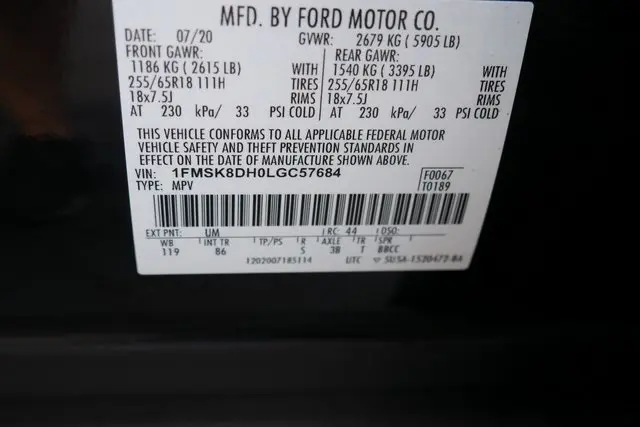 MFD. BY FORD MOTOR CO.
DATE: 07/20 GVWR: 2679 KG ( 5905 LB)
FRONT GAWR: REAR GAWR:
1186 KG ( 2615 LB) WITH 1540 KG ( 3395 LB) WITH
255/65R18 111H TIRES 255/65R18 111H TIRES
18x7.5J RIMS 18x7.5J RIMS
AT 230 kPa/ 33 PSI COLD AT 230 kPa/ 33 PSI COLD
THIS VEHICLE CONFORMS TO ALL APPLICABLE FEDERAL MOTOR
VEHICLE SAFETY AND THEFT PREVENTION STANDARDS IN
EFFECT ON THE DATE OF MANUFACTURE SHOWN ABOVE.
VIN: 1FMSK8DH0LGC57684 F0067
TYPE: MPV T0189
EXT PNT: UM RC: 44 DSO:
WB INT TR TP/PS R AXLE TR SPR
119 86 5 3B T BBCC
1202007185114 UTC